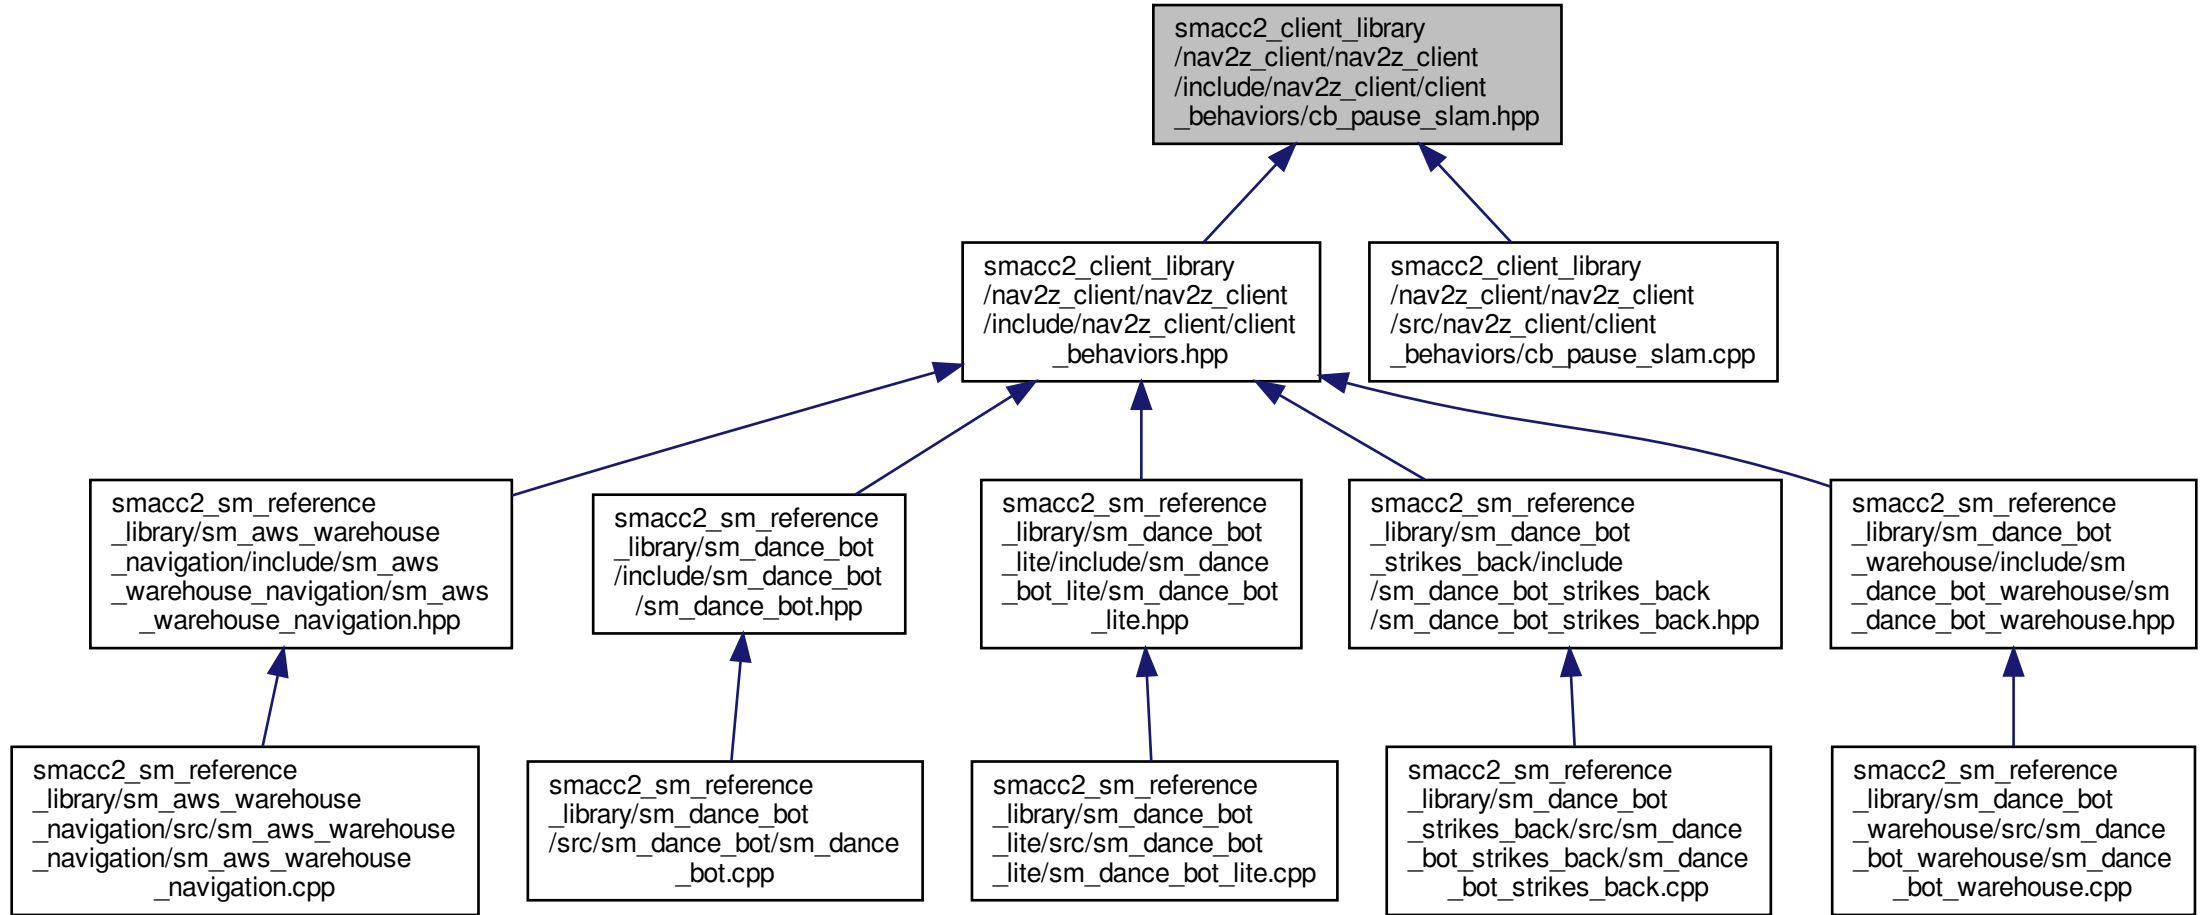 smacc2_client_library
/nav2z_client/nav2z_client
/include/nav2z_client/client
_behaviors/cb_pause_slam.hpp
smacc2_client_library
/nav2z_client/nav2z_client
/include/nav2z_client/client
_behaviors.hpp
smacc2_client_library
/nav2z_client/nav2z_client
/src/nav2z_client/client
_behaviors/cb_pause_slam.cpp
smacc2_sm_reference
_library/sm_aws_warehouse
_navigation/include/sm_aws
_warehouse_navigation/sm_aws
_warehouse_navigation.hpp
smacc2_sm_reference
_library/sm_dance_bot
/include/sm_dance_bot
/sm_dance_bot.hpp
smacc2_sm_reference
_library/sm_dance_bot
_lite/include/sm_dance
_bot_lite/sm_dance_bot
_lite.hpp
smacc2_sm_reference
_library/sm_dance_bot
_strikes_back/include
/sm_dance_bot_strikes_back
/sm_dance_bot_strikes_back.hpp
smacc2_sm_reference
_library/sm_dance_bot
_warehouse/include/sm
_dance_bot_warehouse/sm
_dance_bot_warehouse.hpp
smacc2_sm_reference
_library/sm_aws_warehouse
_navigation/src/sm_aws_warehouse
_navigation/sm_aws_warehouse
_navigation.cpp
smacc2_sm_reference
_library/sm_dance_bot
/src/sm_dance_bot/sm_dance
_bot.cpp
smacc2_sm_reference
_library/sm_dance_bot
_lite/src/sm_dance_bot
_lite/sm_dance_bot_lite.cpp
smacc2_sm_reference
_library/sm_dance_bot
_strikes_back/src/sm_dance
_bot_strikes_back/sm_dance
_bot_strikes_back.cpp
smacc2_sm_reference
_library/sm_dance_bot
_warehouse/src/sm_dance
_bot_warehouse/sm_dance
_bot_warehouse.cpp